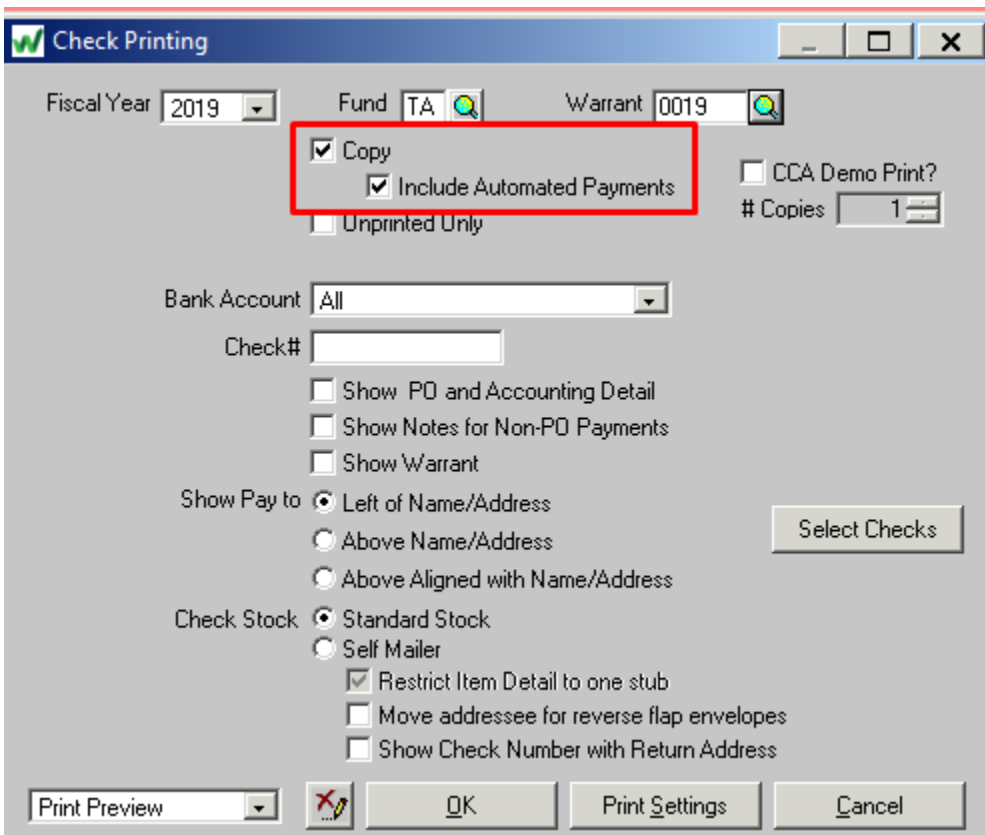 Check Printing
Fiscal Year 2019 Fund TA Warrant 0019
Copy
Include Automated Payments
CCA Demo Print?
# Copies 1
Unprinted Only
Bank Account All
Check#
Show PO and Accounting Detail
Show Notes for Non-PO Payments
Show Warrant
Show Pay to Left of Name/Address
Select Checks
Above Name/Address
Above Aligned with Name/Address
Check Stock Standard Stock
Self Mailer
Restrict Item Detail to one stub
Move addressee for reverse flap envelopes
Show Check Number with Return Address
Print Preview OK Print Settings Cancel